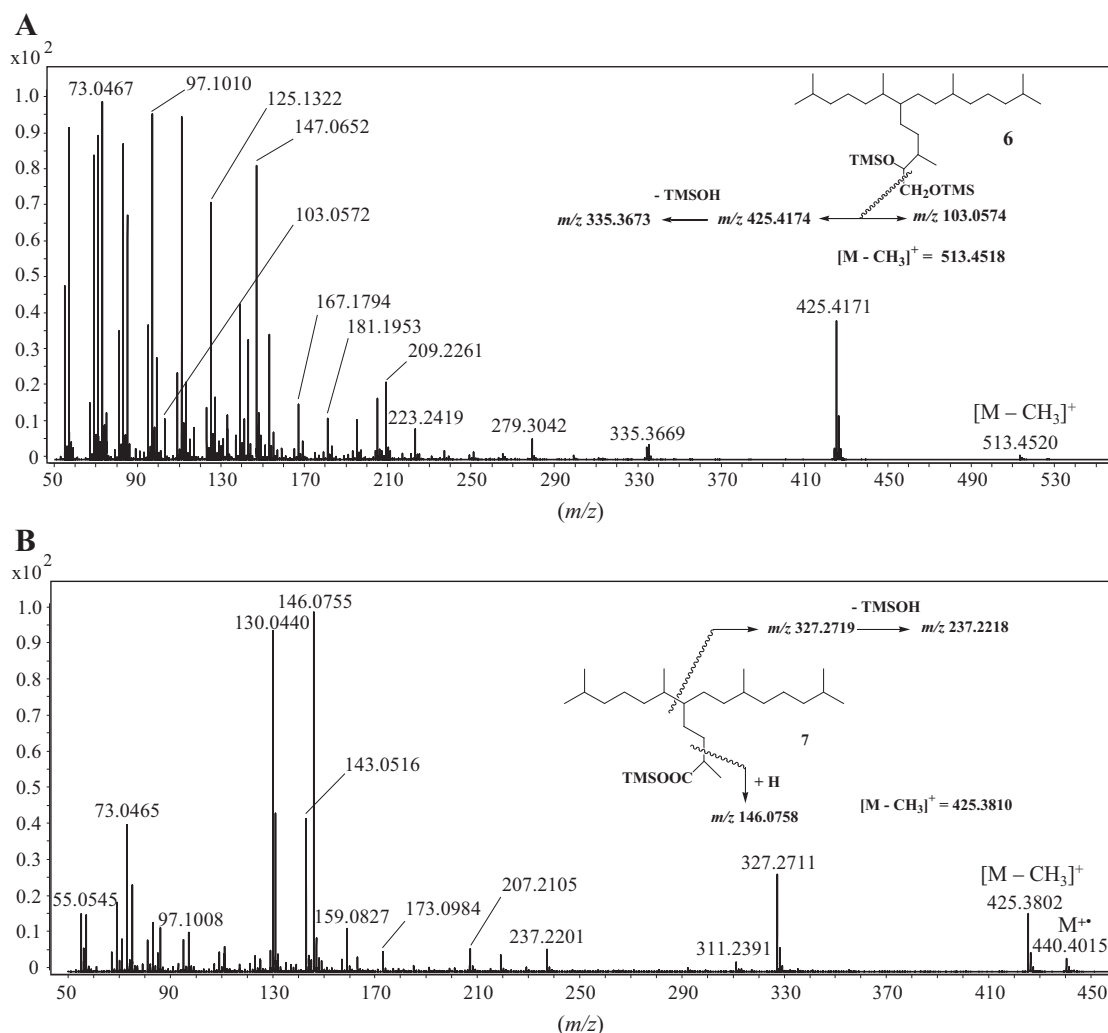 A
x10²
1.0
0.9
0.8
0.7
0.6
0.5
0.4
0.3
0.2
0.1
0
73.0467
97.1010
125.1322
147.0652
103.0572
167.1794
181.1953
209.2261
223.2419
279.3042
335.3669
425.4171
[M – CH₃]⁺
513.4520
6
TMSO
CH₂OTMS
- TMSOH
m/z 335.3673
m/z 425.4174
m/z 103.0574
[M - CH₃]⁺ = 513.4518
50 90 130 170 210 250 290 330 370 410 450 490 530
(m/z)
B
x10²
1.0
0.9
0.8
0.7
0.6
0.5
0.4
0.3
0.2
0.1
0
146.0755
130.0440
143.0516
73.0465
55.0545
97.1008
159.0827
173.0984
207.2105
237.2201
311.2391
327.2711
[M – CH₃]⁺
425.3802
M⁺•
440.4015
- TMSOH
m/z 327.2719
m/z 237.2218
7
TMSOOC
+ H
m/z 146.0758
[M - CH₃]⁺ = 425.3810
50 90 130 170 210 250 290 330 370 410 450
(m/z)